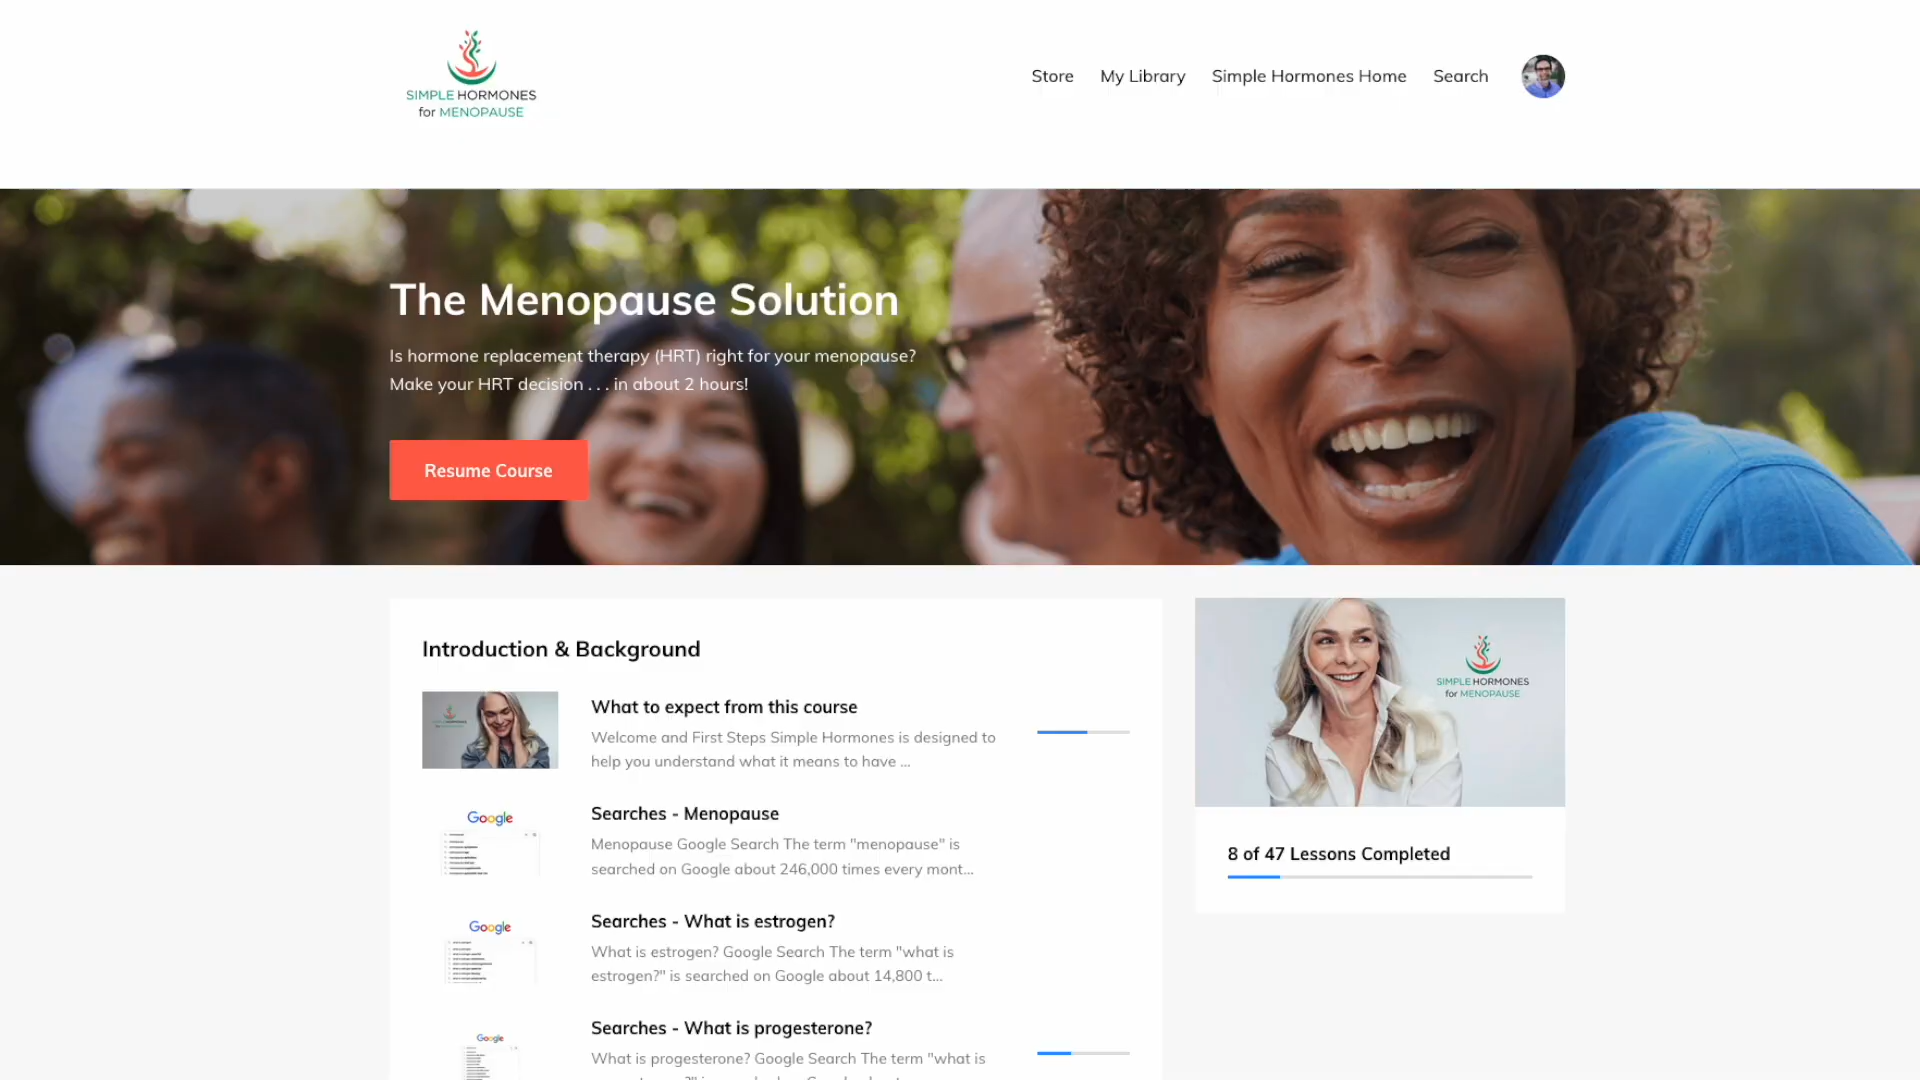 SIMPLE HORMONES
for MENOPAUSE
Store
My Library
Simple Hormones Home
Search
The Menopause Solution
Is hormone replacement therapy (HRT) right for your menopause?
Make your HRT decision . . . in about 2 hours!
Resume Course
Introduction & Background
What to expect from this course
Welcome and First Steps Simple Hormones is designed to
help you understand what it means to have ...
Google
Searches - Menopause
Menopause Google Search The term "menopause" is
searched on Google about 246,000 times every mont...
Google
Searches - What is estrogen?
What is estrogen? Google Search The term "what is
estrogen?" is searched on Google about 14,800 t...
Google
Searches - What is progesterone?
What is progesterone? Google Search The term "what is
SIMPLE HORMONES
for MENOPAUSE
8 of 47 Lessons Completed